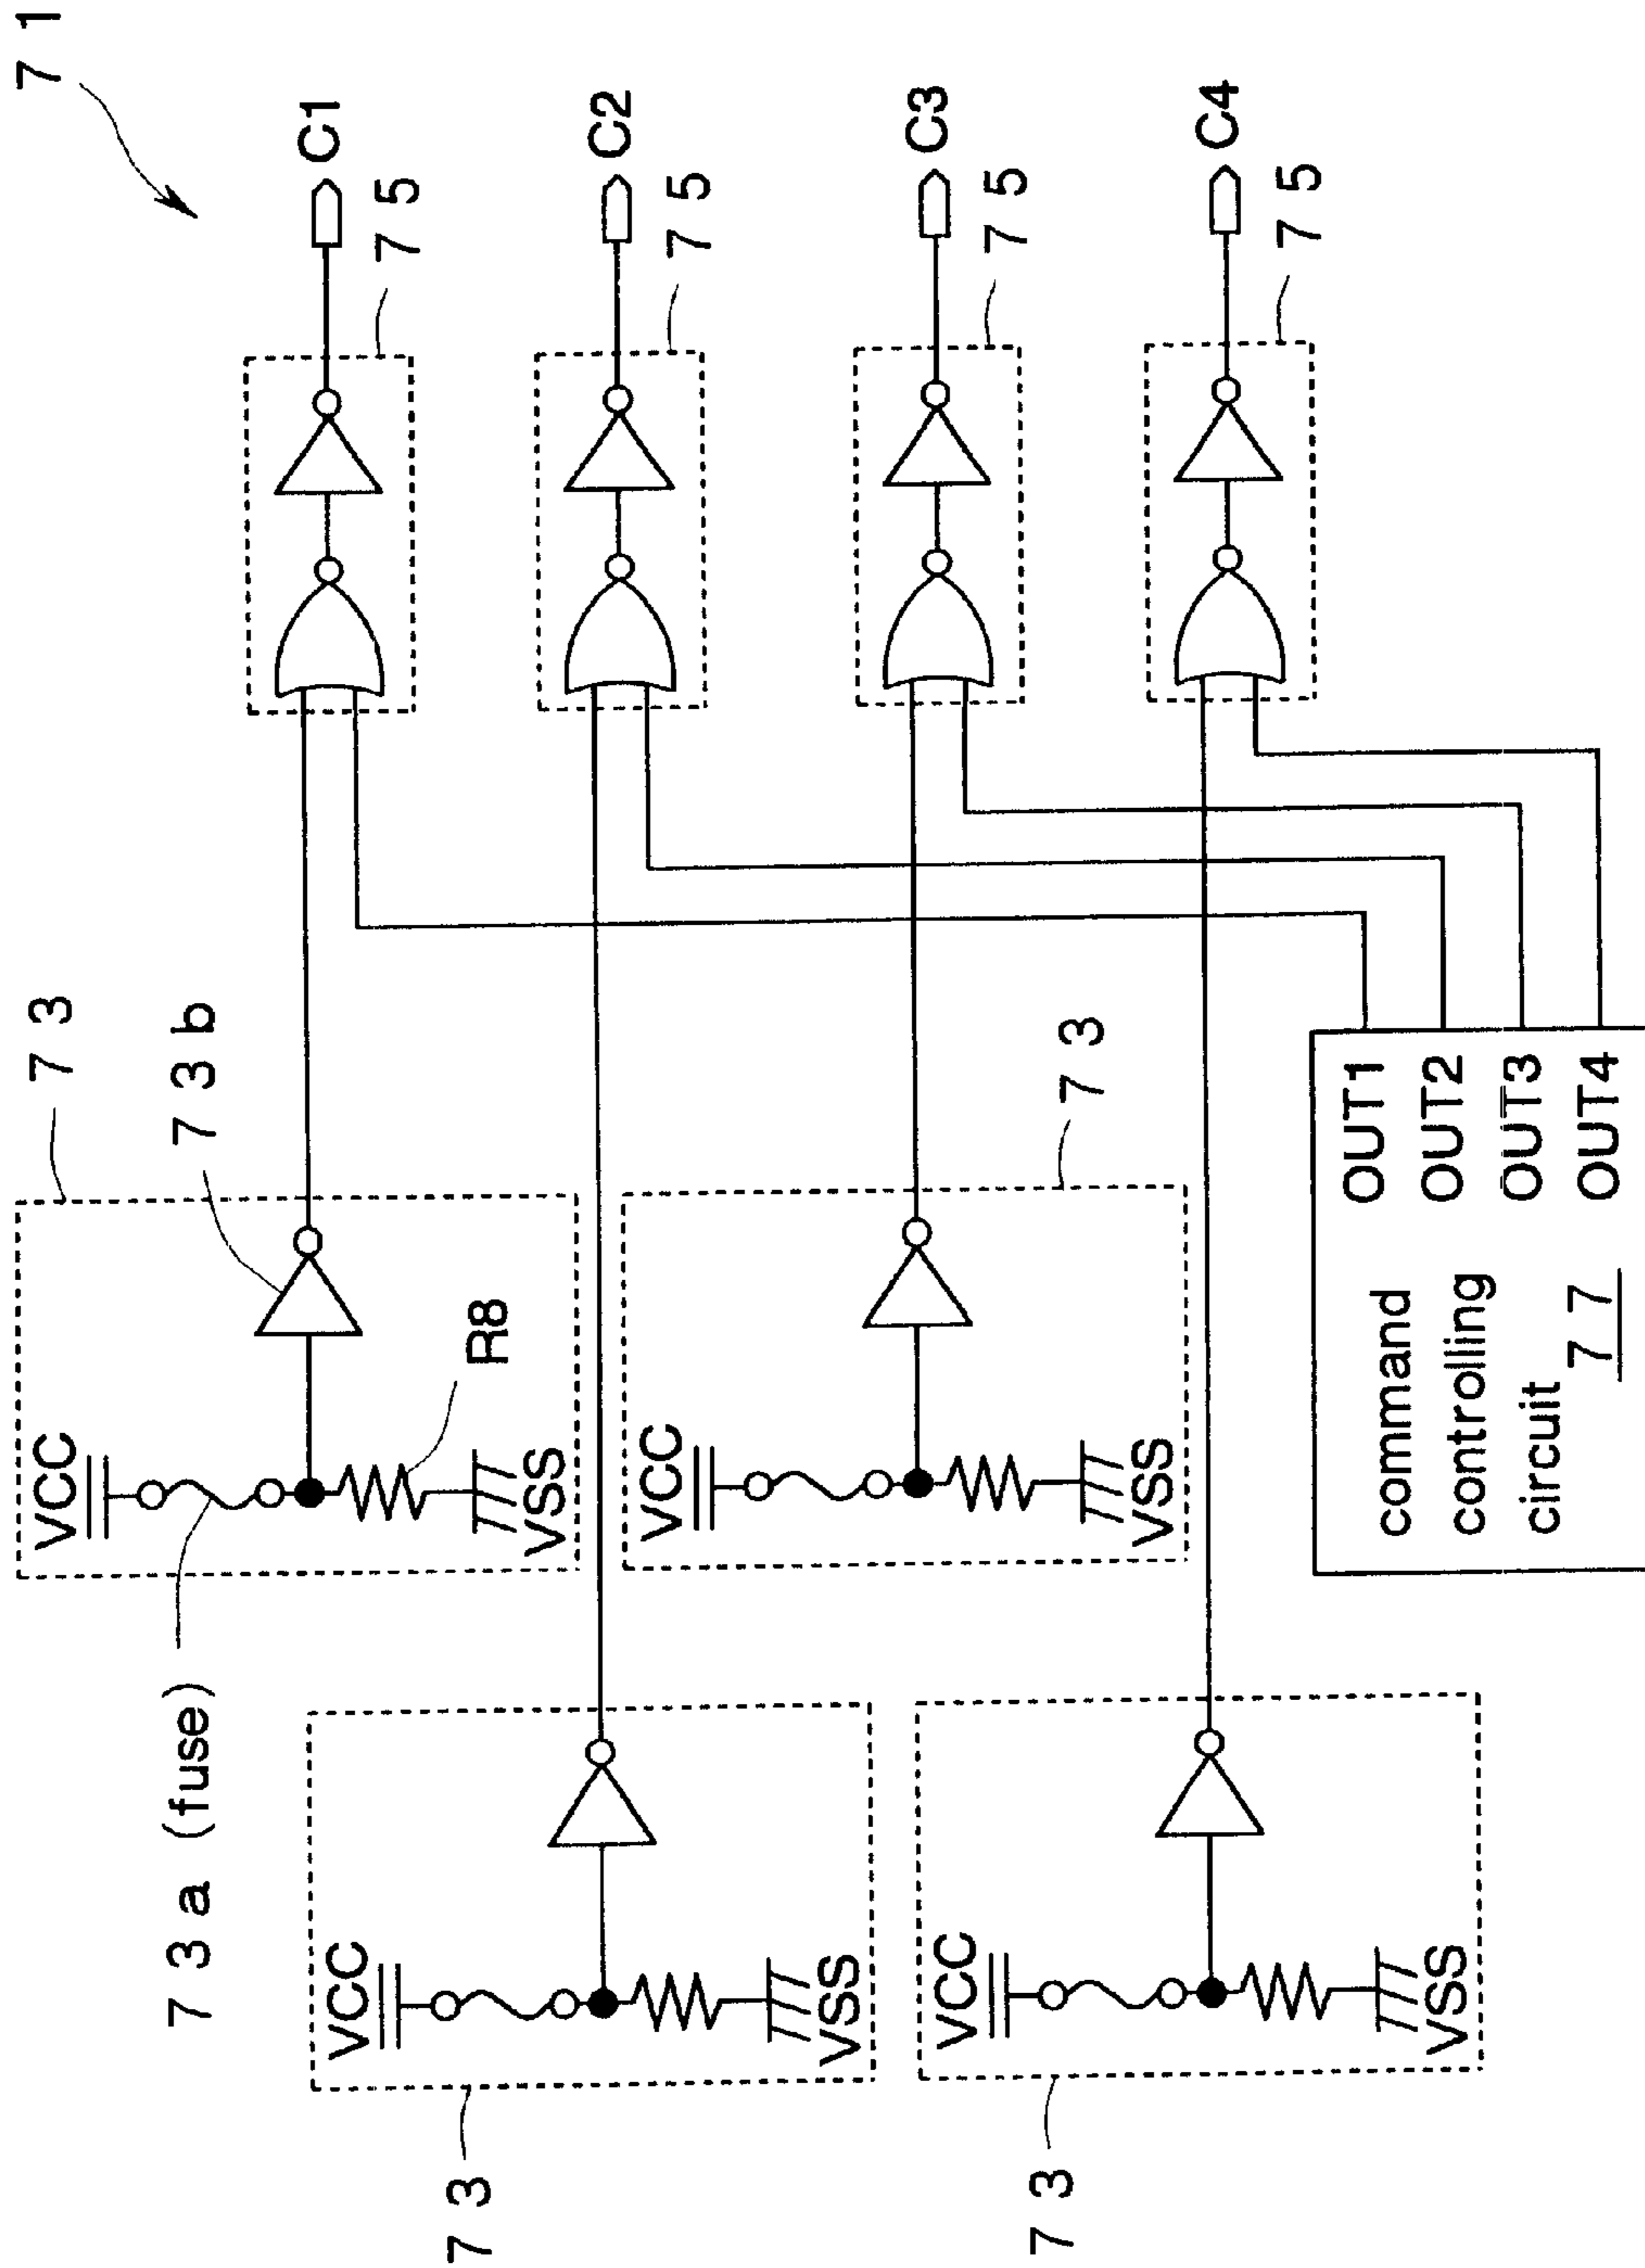 7 1
7 3
7 3 b
7 3 a (fuse)
VCC
R8
VSS
C1
7 5
7 3
VCC
VSS
C2
7 5
7 3
VCC
VSS
C3
7 5
7 3
VCC
VSS
C4
7 5
command
controlling
circuit
7 7
OUT1
OUT2
OUT3
OUT4